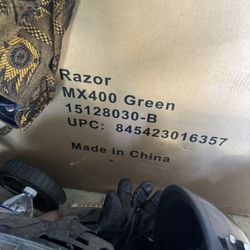 Razor
MX400 Green
15128030-B
UPC: 845423016357
Made in China